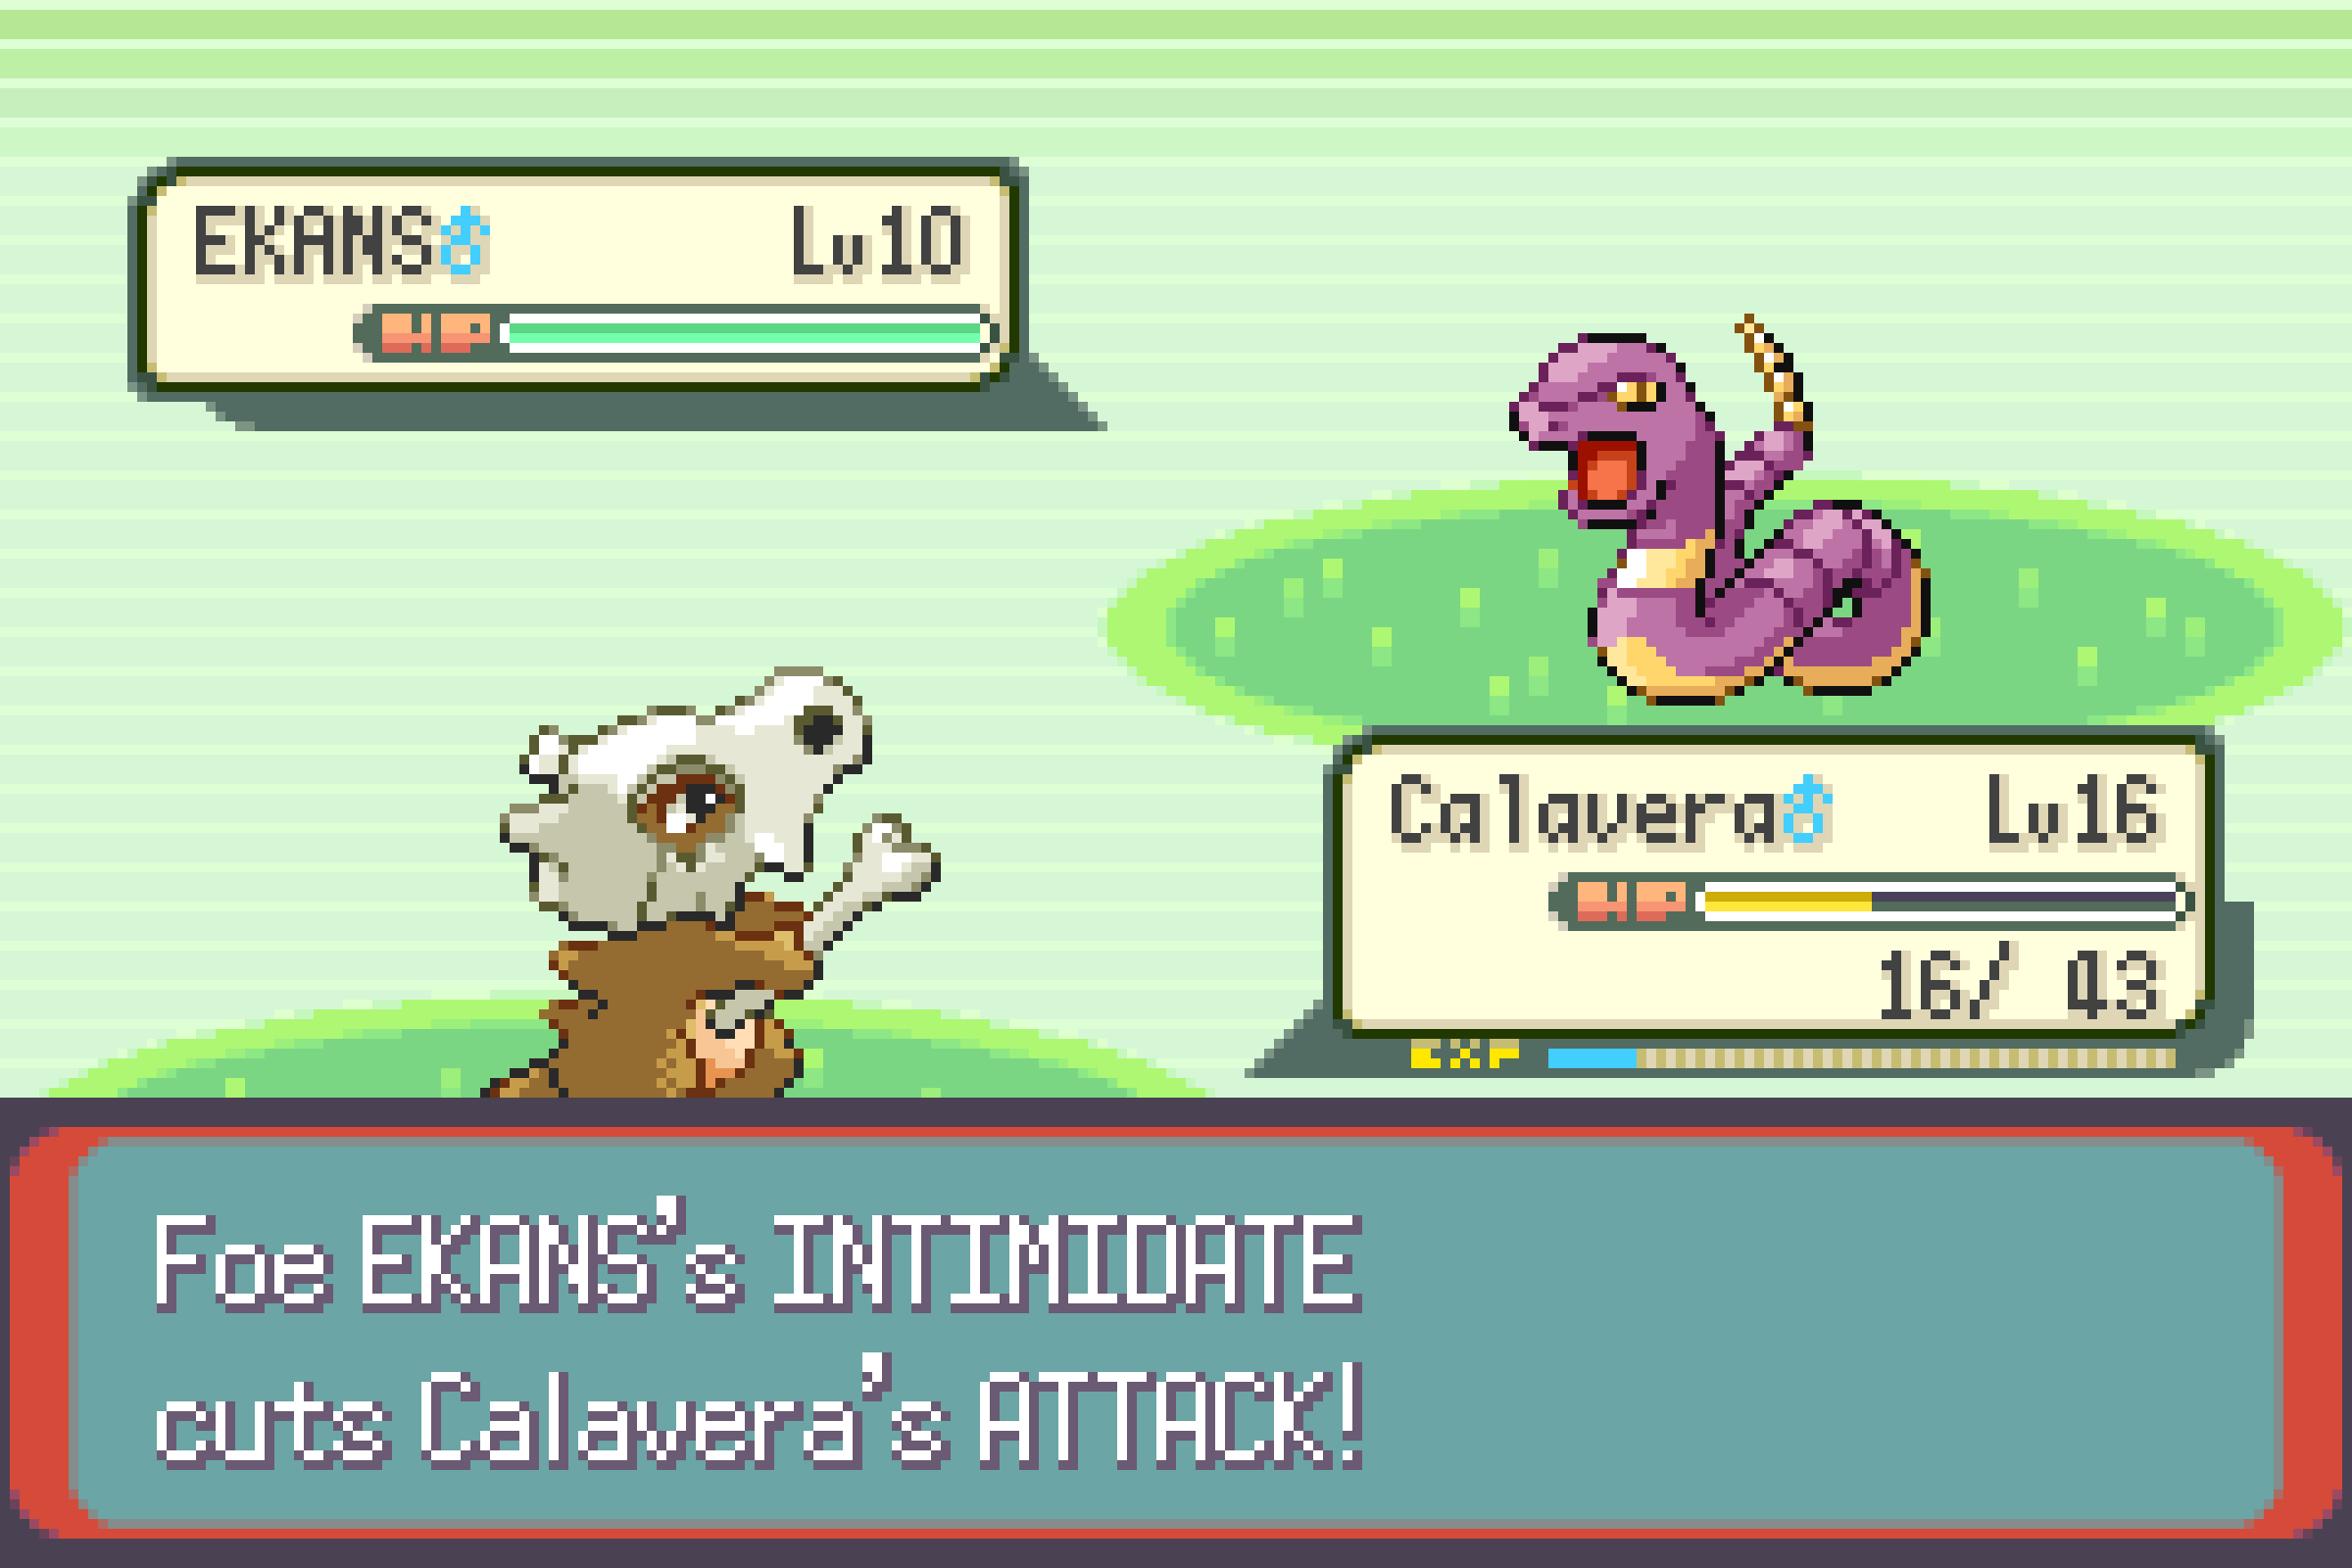 EKANS♂ Lv10
HP
Calavera♂ Lv16
HP
16/ 43
EXP
Foe EKANS's INTIMIDATE
cuts Calavera's ATTACK!